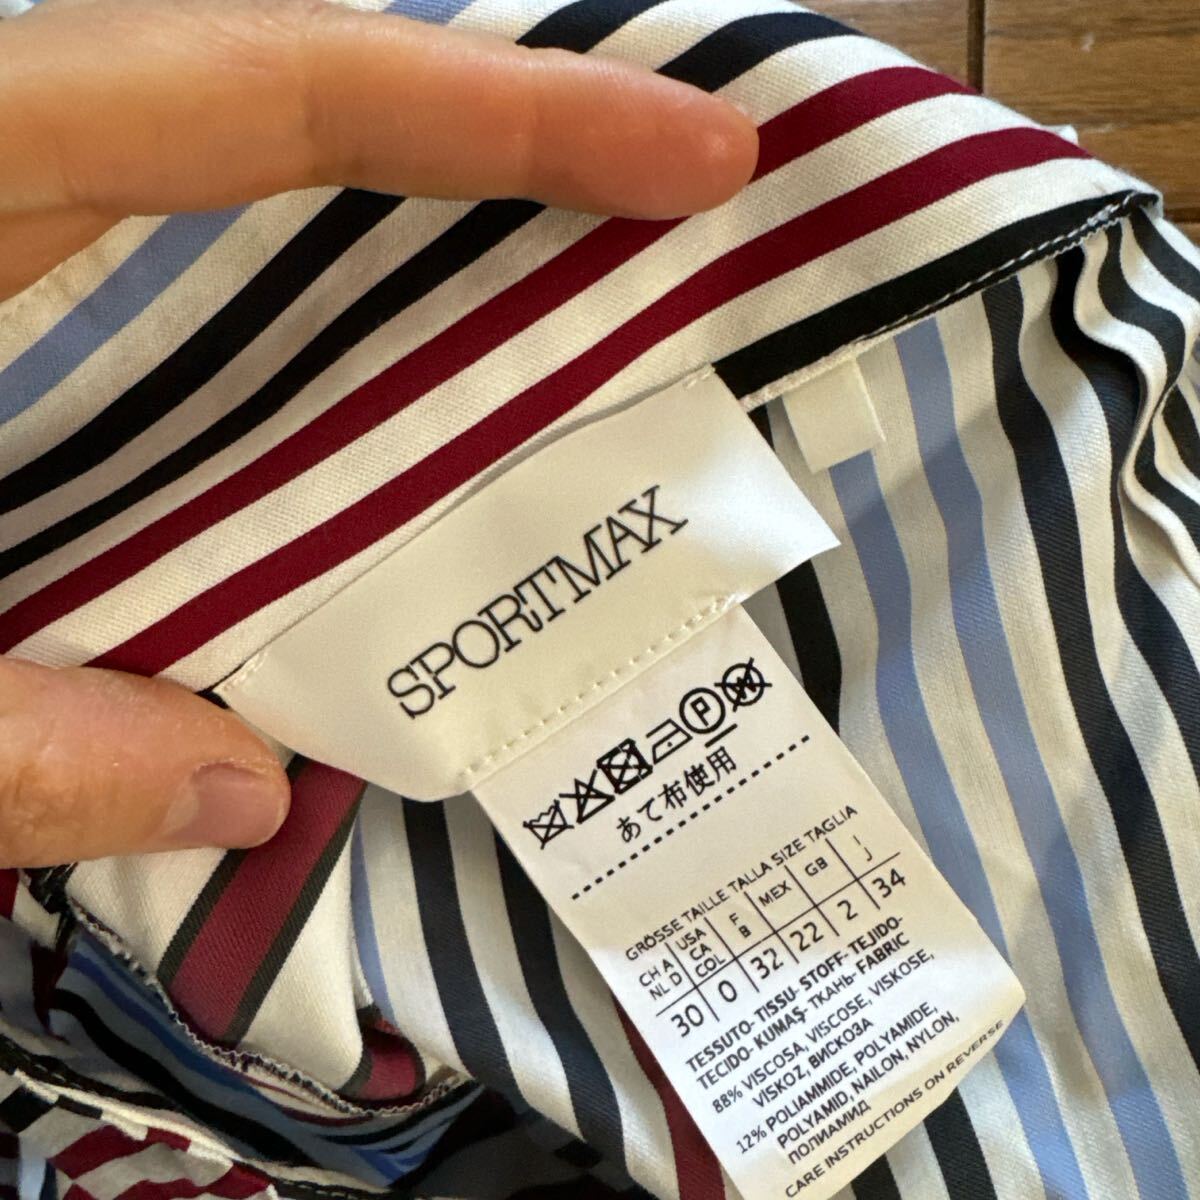 SPORTMAX
P W
あて布使用
GRÖSSE TAILLE TALLA SIZE TAGLIA
CH A NL D
USA CA COL
F B
MEX
GB
I J
30 0 32 22 2 34
TESSUTO- TISSU- STOFF- TEJIDO-
TECIDO- KUMAŞ- ТКАНЬ- FABRIC
88% VISCOSA, VISCOSE, VISKOSE,
VISKOZ, ВИСКОЗА
12% POLIAMMIDE, POLYAMIDE,
POLYAMID, NAILON, NYLON,
ПОЛИАМИД
CARE INSTRUCTIONS ON REVERSE